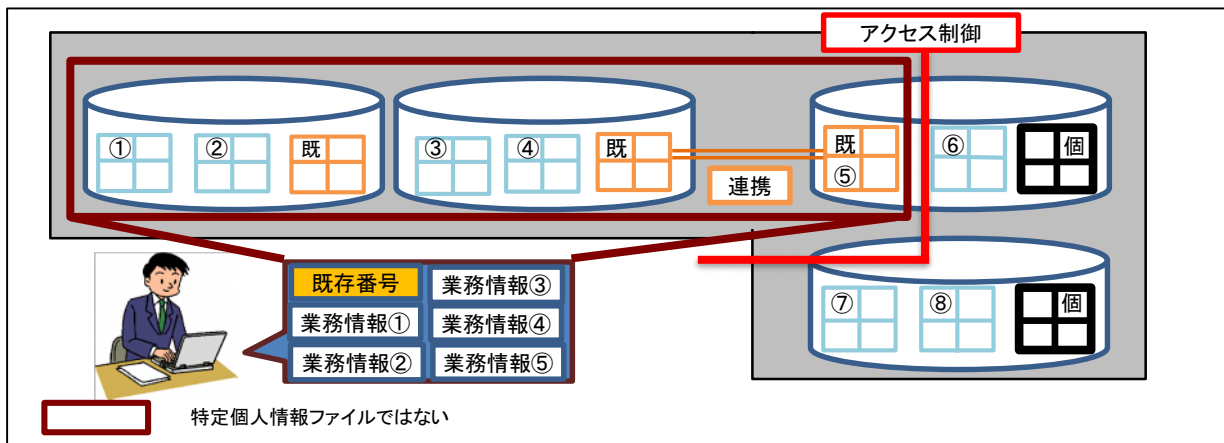 アクセス制御
① ② 既 ③ ④ 既 既 ⑥ 個
⑤
連携
⑦ ⑧ 個
既存番号 業務情報③
業務情報① 業務情報④
業務情報② 業務情報⑤
特定個人情報ファイルではない